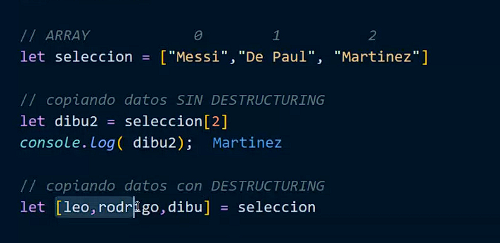 // ARRAY 0 1 2
let seleccion = ["Messi","De Paul", "Martinez"]
// copiando datos SIN DESTRUCTURING
let dibu2 = seleccion[2]
console.log( dibu2); Martinez
// copiando datos con DESTRUCTURING
let [leo,rodrigo,dibu] = seleccion